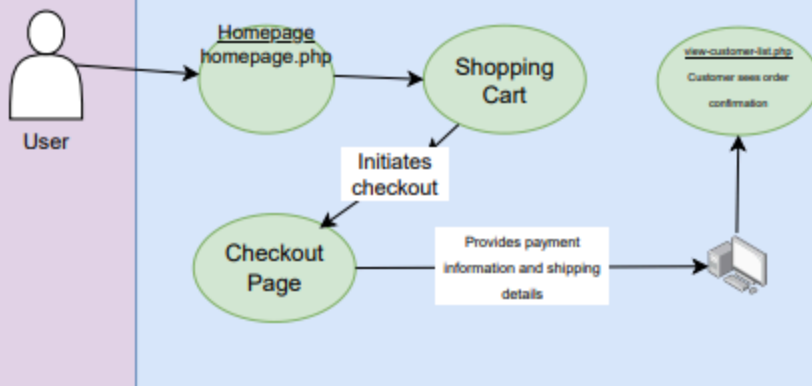 Homepage
homepage.php
Shopping
Cart
view-customer-list.php
Customer sees order
confirmation
User
Initiates
checkout
Checkout
Page
Provides payment
information and shipping
details